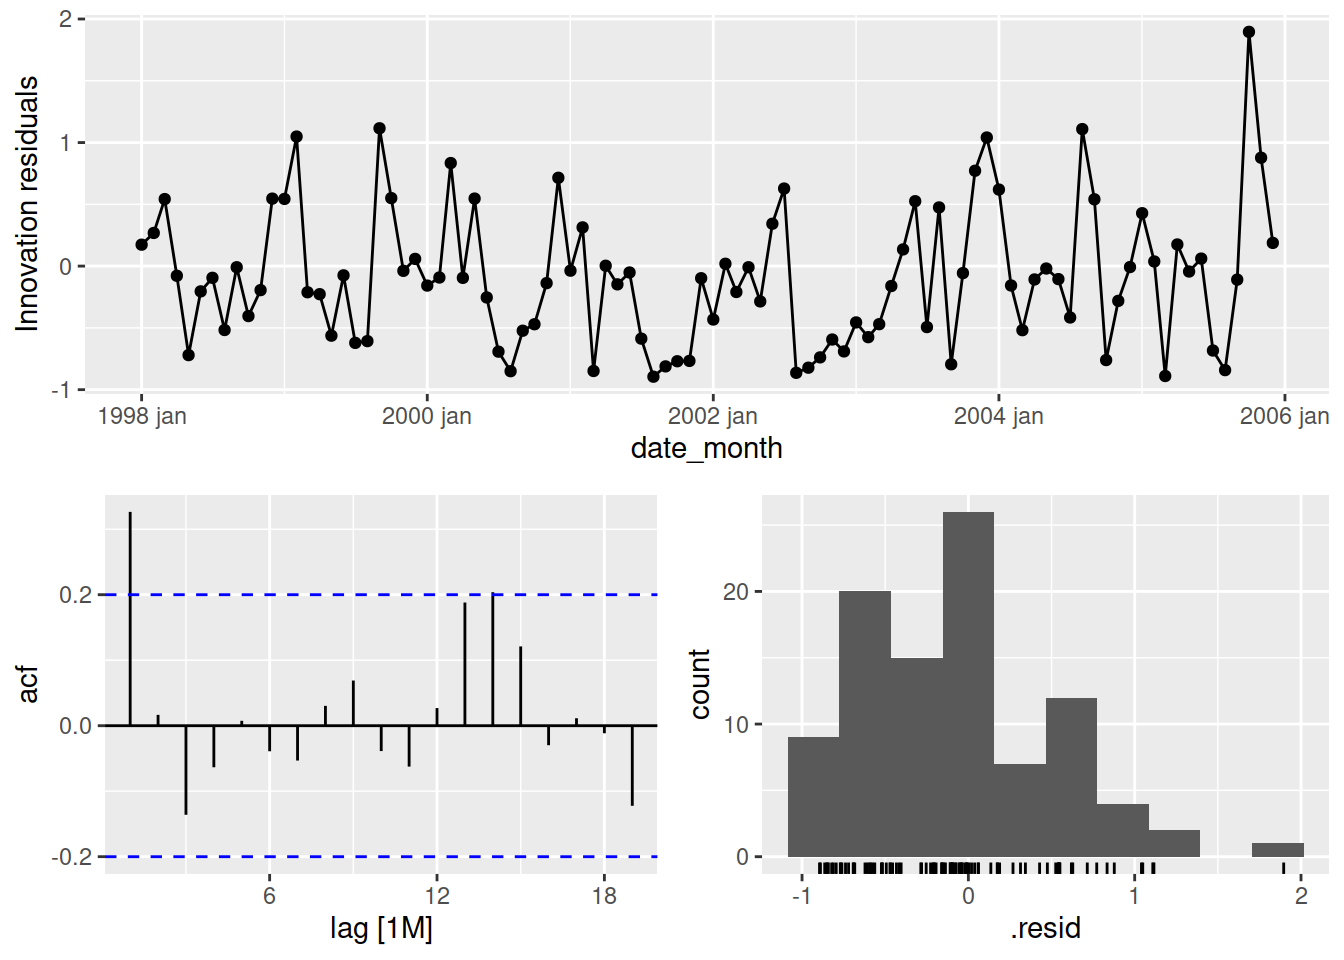 2
1
0
-1
Innovation residuals
1998 jan
2000 jan
2002 jan
2004 jan
2006 jan
date_month
0.2
0.0
-0.2
acf
6
12
18
lag [1M]
20
10
0
count
-1
0
1
2
.resid